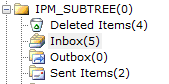 IPM_SUBTREE(0)
Deleted Items(4)
Inbox(5)
Outbox(0)
Sent Items(2)